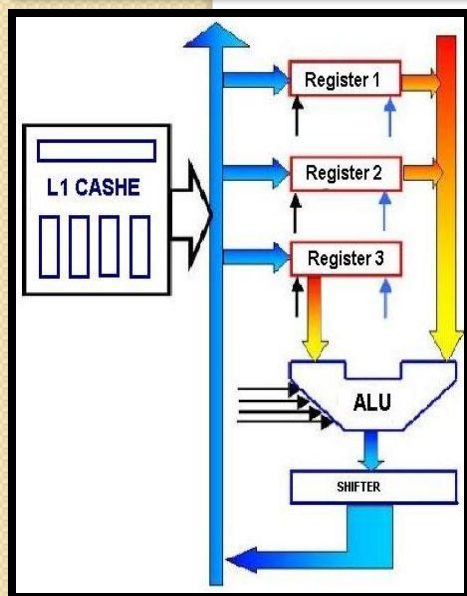 Register 1
L1 CASHE
Register 2
Register 3
ALU
SHIFTER